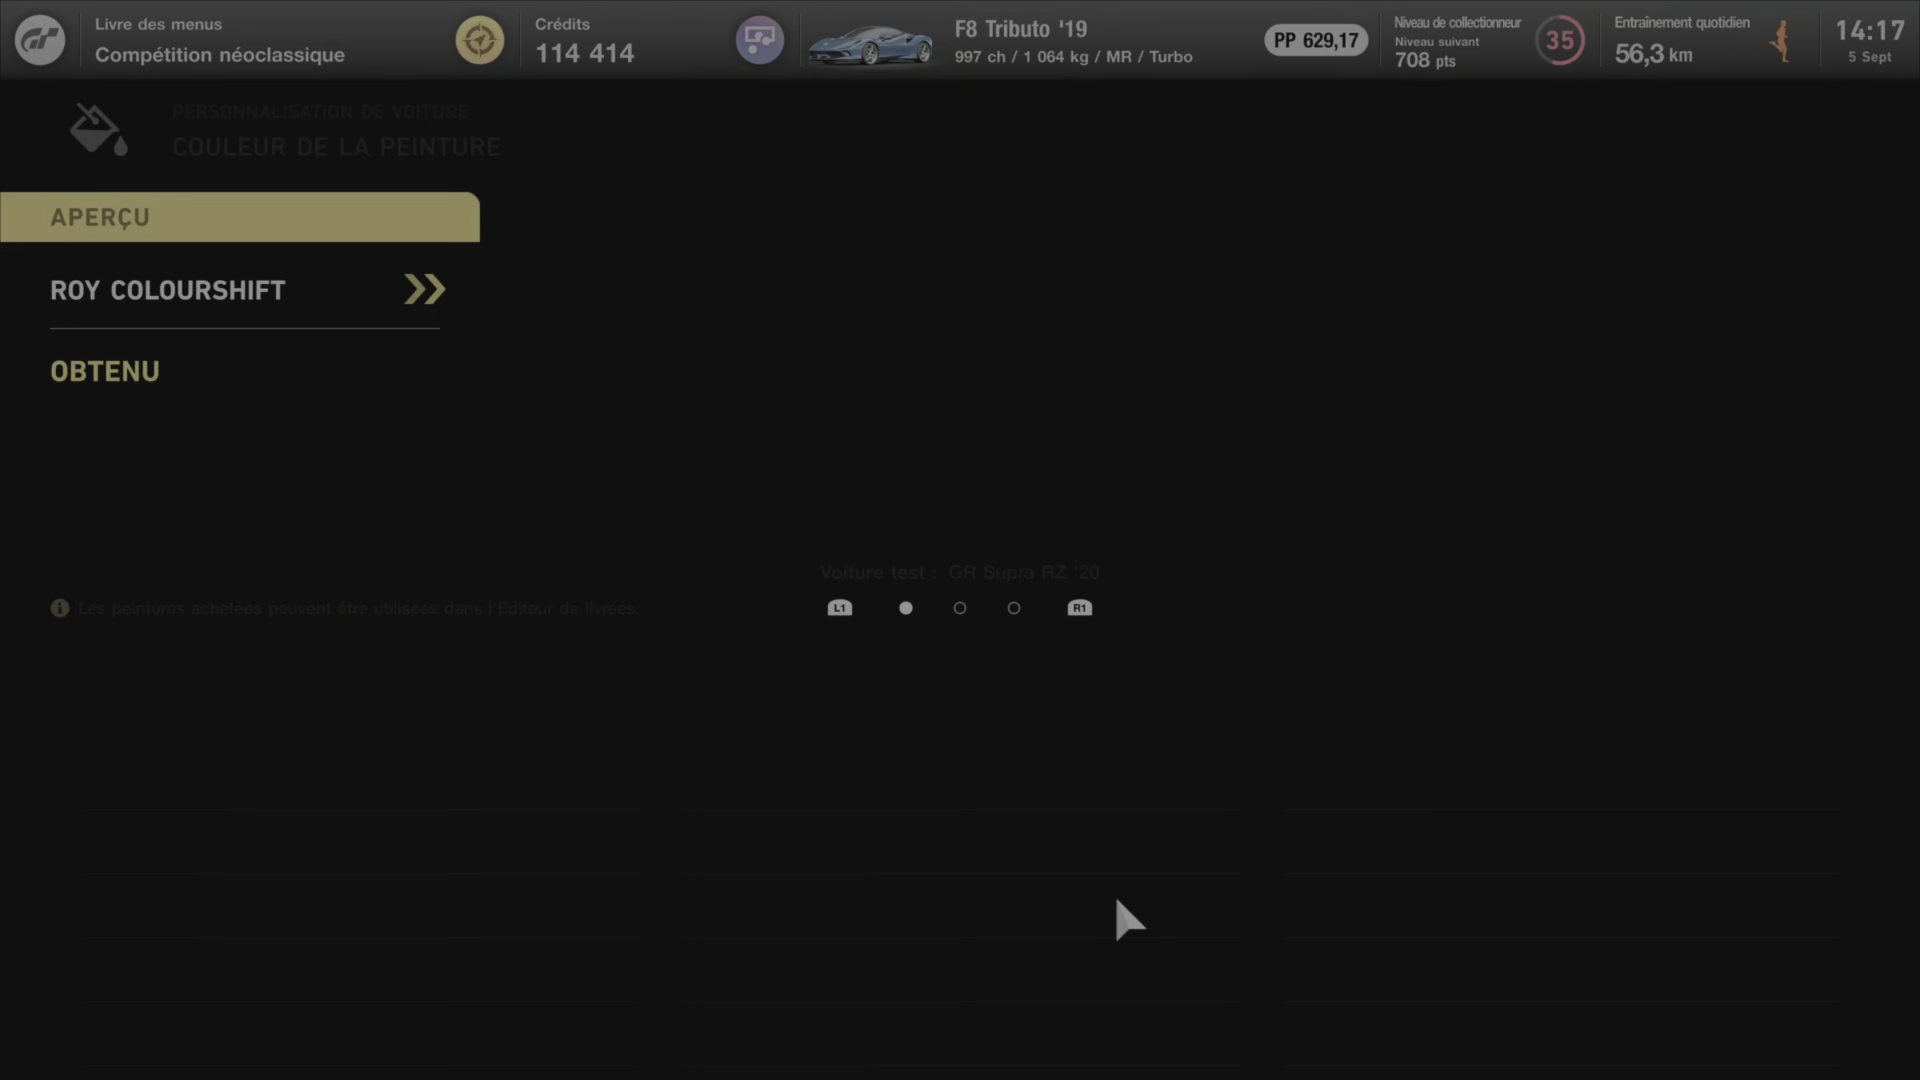 Livre des menus
Compétition néoclassique
Crédits
114 414
F8 Tributo '19
997 ch / 1 064 kg / MR / Turbo
PP 629,17
Niveau de collectionneur
Niveau suivant
708 pts
35
Entraînement quotidien
56,3 km
14:17
5 Sept
PERSONNALISATION DE VOITURE
COULEUR DE LA PEINTURE
APERÇU
ROY COLOURSHIFT
OBTENU
Voiture test : GR Supra RZ '20
Les peintures achetées peuvent être utilisées dans l'Éditeur de livrées.
L1
R1